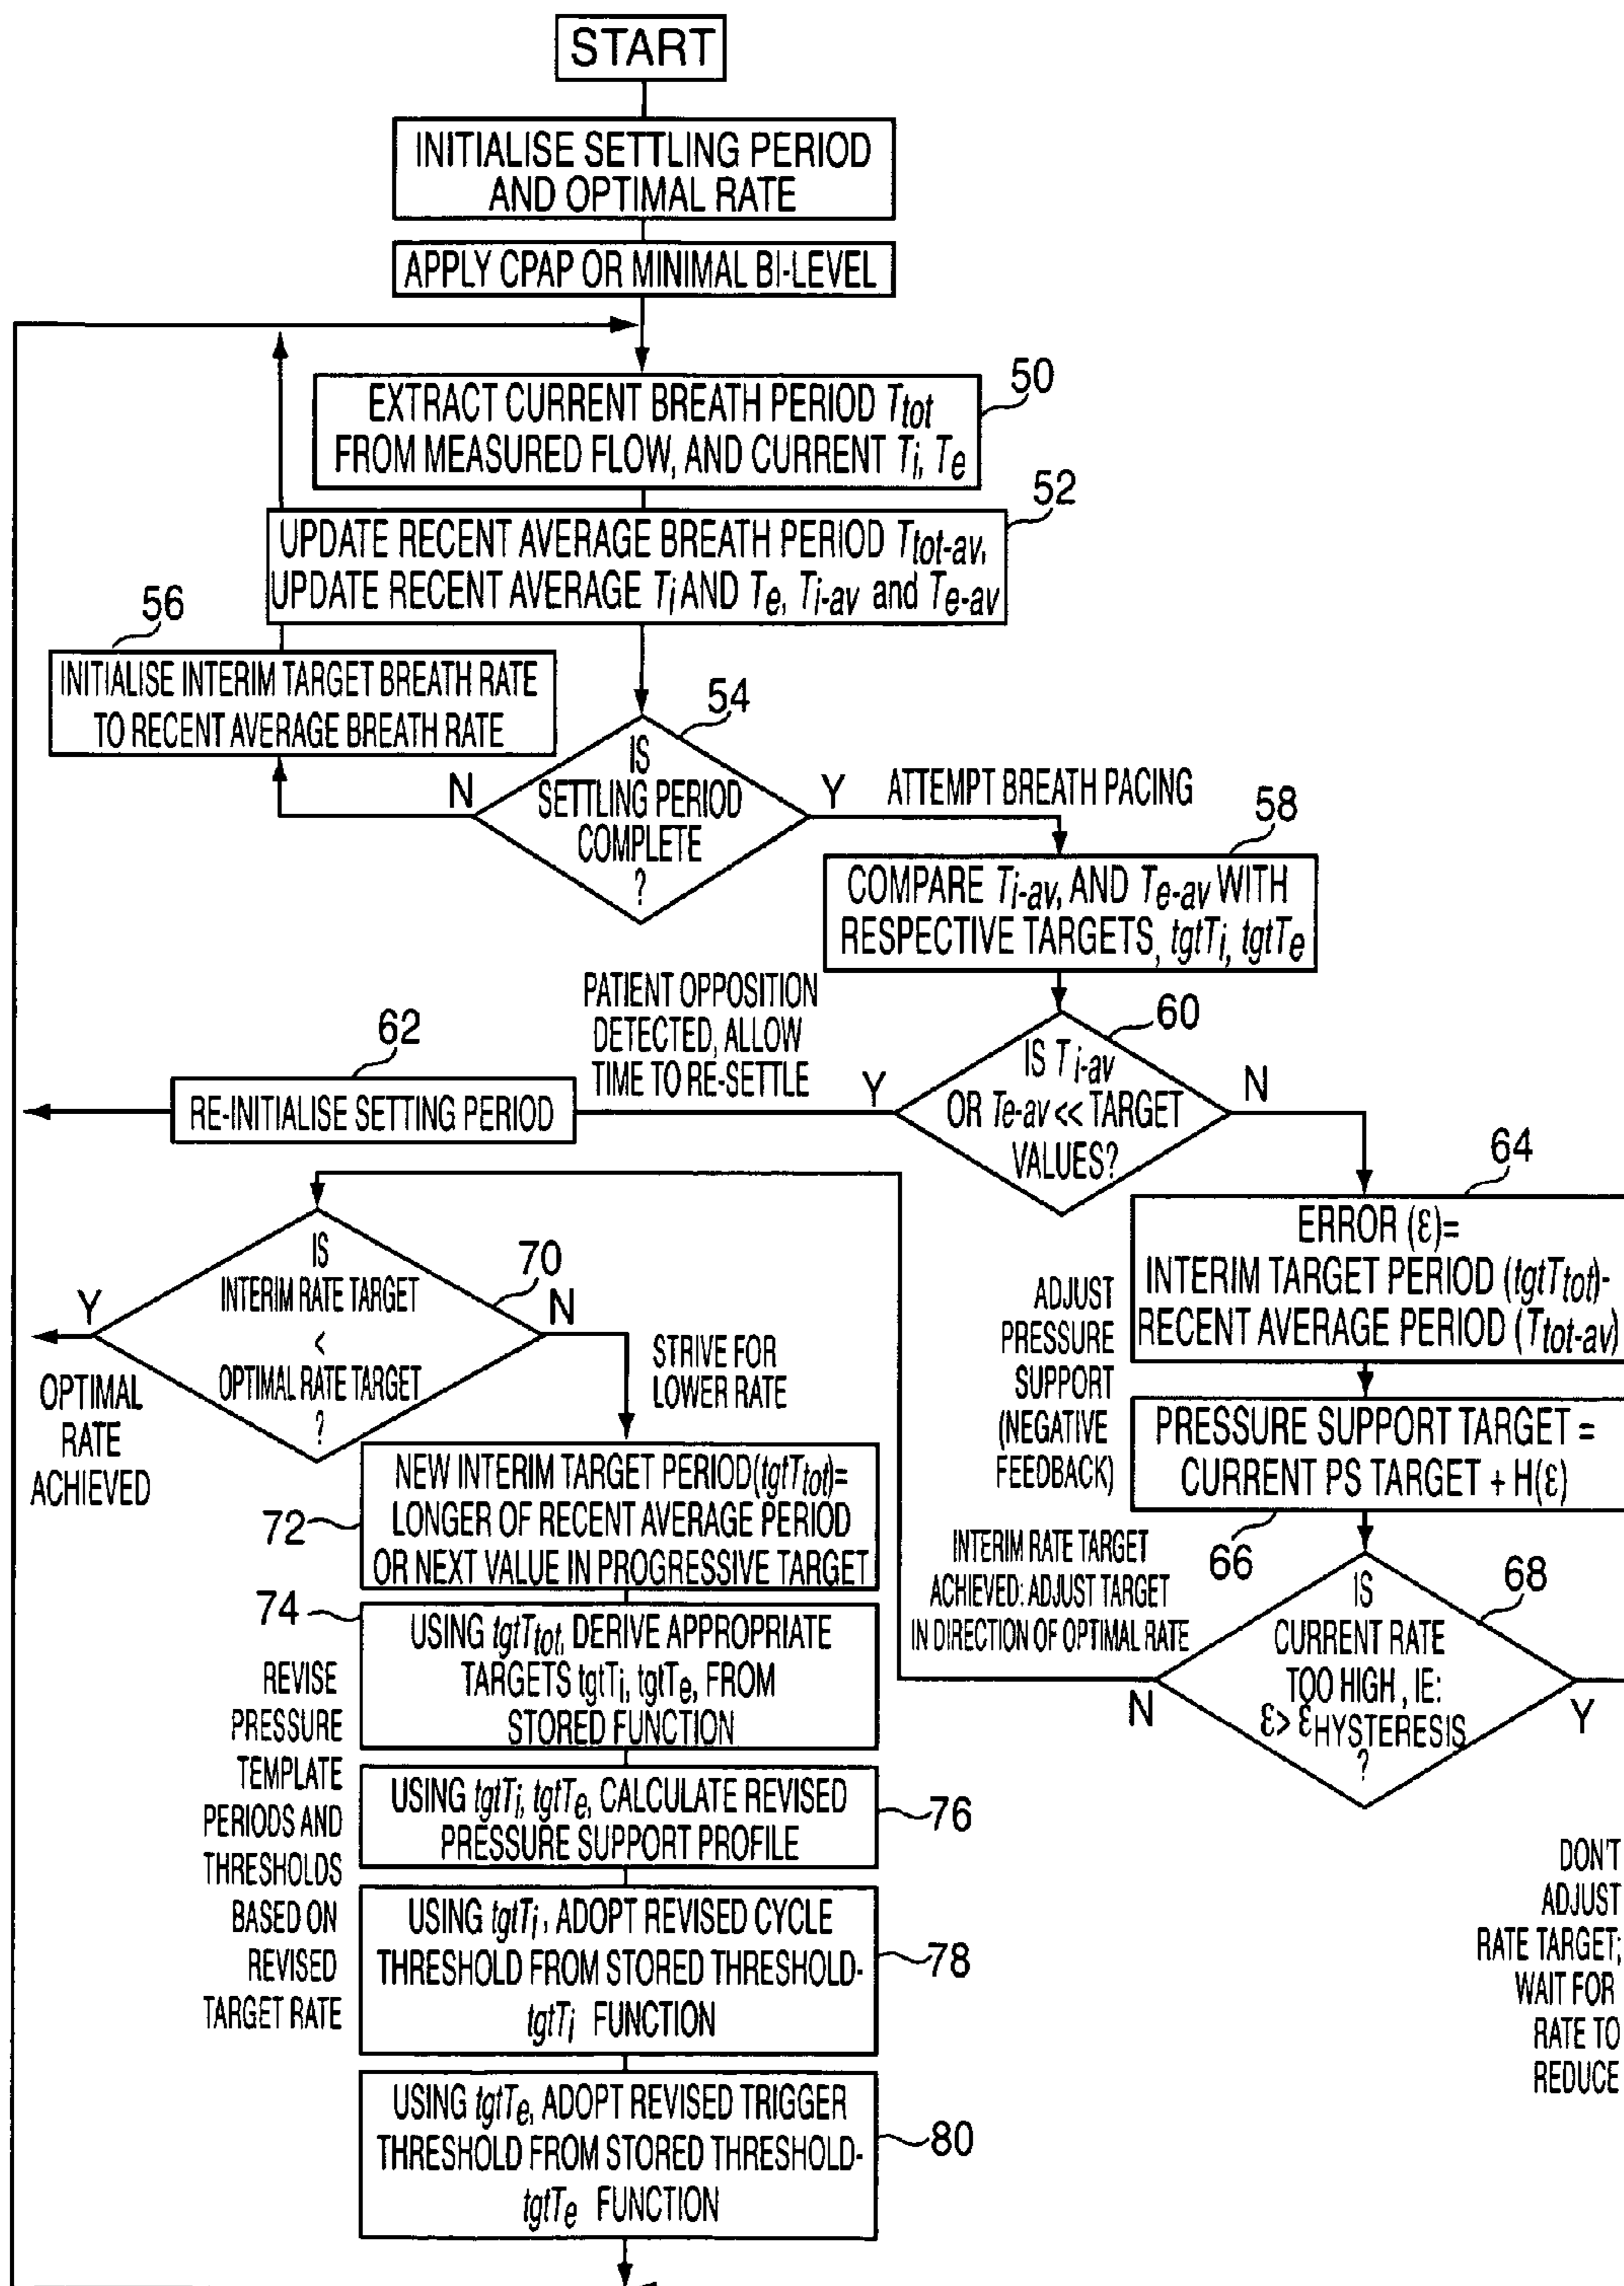 START
INITIALISE SETTLING PERIOD
AND OPTIMAL RATE
APPLY CPAP OR MINIMAL BI-LEVEL
50
EXTRACT CURRENT BREATH PERIOD Ttot
FROM MEASURED FLOW, AND CURRENT Ti, Te
52
UPDATE RECENT AVERAGE BREATH PERIOD Ttot-av,
UPDATE RECENT AVERAGE Ti AND Te, Ti-av and Te-av
56
INITIALISE INTERIM TARGET BREATH RATE
TO RECENT AVERAGE BREATH RATE
54
IS
SETTLING PERIOD
COMPLETE
?
N
Y
ATTEMPT BREATH PACING
58
COMPARE Ti-av, AND Te-av WITH
RESPECTIVE TARGETS, tgtTi, tgtTe
60
IS Ti-av
OR Te-av << TARGET
VALUES?
Y
N
PATIENT OPPOSITION
DETECTED, ALLOW
TIME TO RE-SETTLE
62
RE-INITIALISE SETTING PERIOD
64
ERROR (ε)=
INTERIM TARGET PERIOD (tgtTtot)-
RECENT AVERAGE PERIOD (Ttot-av)
ADJUST
PRESSURE
SUPPORT
(NEGATIVE
FEEDBACK)
PRESSURE SUPPORT TARGET =
CURRENT PS TARGET + H(ε)
66
68
IS
CURRENT RATE
TOO HIGH, IE:
ε> εHYSTERESIS
?
N
Y
INTERIM RATE TARGET
ACHIEVED: ADJUST TARGET
IN DIRECTION OF OPTIMAL RATE
DON'T
ADJUST
RATE TARGET;
WAIT FOR
RATE TO
REDUCE
70
IS
INTERIM RATE TARGET
<
OPTIMAL RATE TARGET
?
Y
N
OPTIMAL
RATE
ACHIEVED
STRIVE FOR
LOWER RATE
72
NEW INTERIM TARGET PERIOD(tgtTtot)=
LONGER OF RECENT AVERAGE PERIOD
OR NEXT VALUE IN PROGRESSIVE TARGET
74
USING tgtTtot, DERIVE APPROPRIATE
TARGETS tgtTi, tgtTe, FROM
STORED FUNCTION
REVISE
PRESSURE
TEMPLATE
PERIODS AND
THRESHOLDS
BASED ON
REVISED
TARGET RATE
USING tgtTi, tgtTe, CALCULATE REVISED
PRESSURE SUPPORT PROFILE
76
USING tgtTi, ADOPT REVISED CYCLE
THRESHOLD FROM STORED THRESHOLD-
tgtTi FUNCTION
78
USING tgtTe, ADOPT REVISED TRIGGER
THRESHOLD FROM STORED THRESHOLD-
tgtTe FUNCTION
80